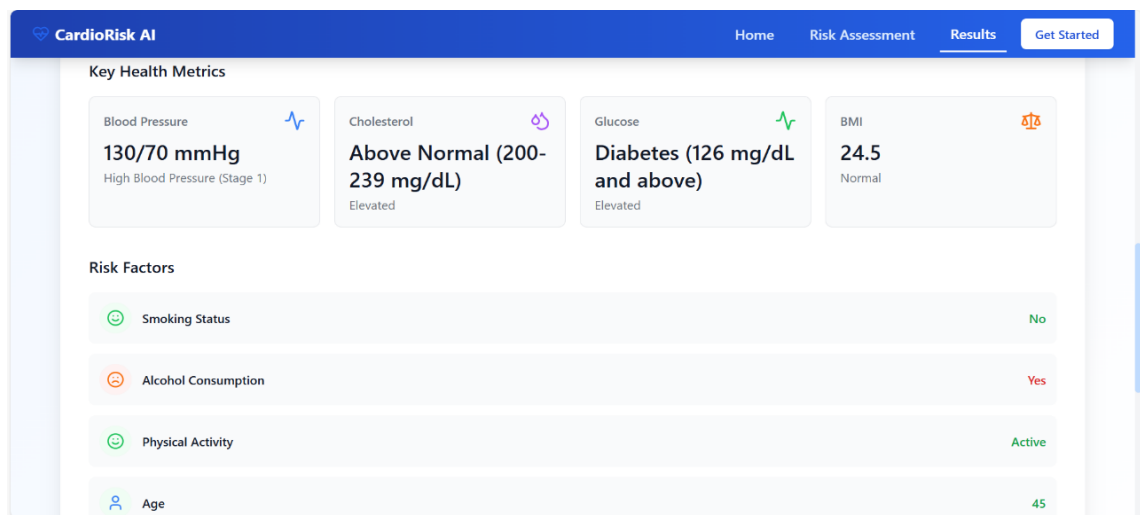 CardioRisk AI
Home Risk Assessment Results Get Started
Key Health Metrics
Blood Pressure
130/70 mmHg
High Blood Pressure (Stage 1)
Cholesterol
Above Normal (200-
239 mg/dL)
Elevated
Glucose
Diabetes (126 mg/dL
and above)
Elevated
BMI
24.5
Normal
Risk Factors
Smoking Status No
Alcohol Consumption Yes
Physical Activity Active
Age 45